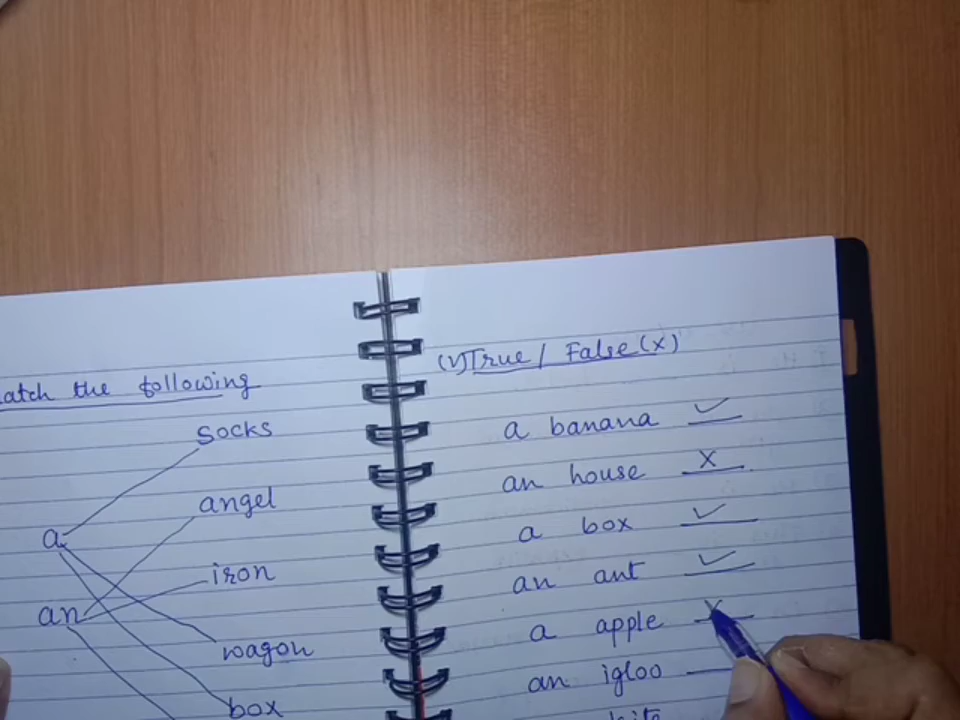 atch the following
socks
angel
a
iron
an
wagon
box
(✓)True / False(x)
a banana ✓
an house x
a box ✓
an ant ✓
a apple
an igloo